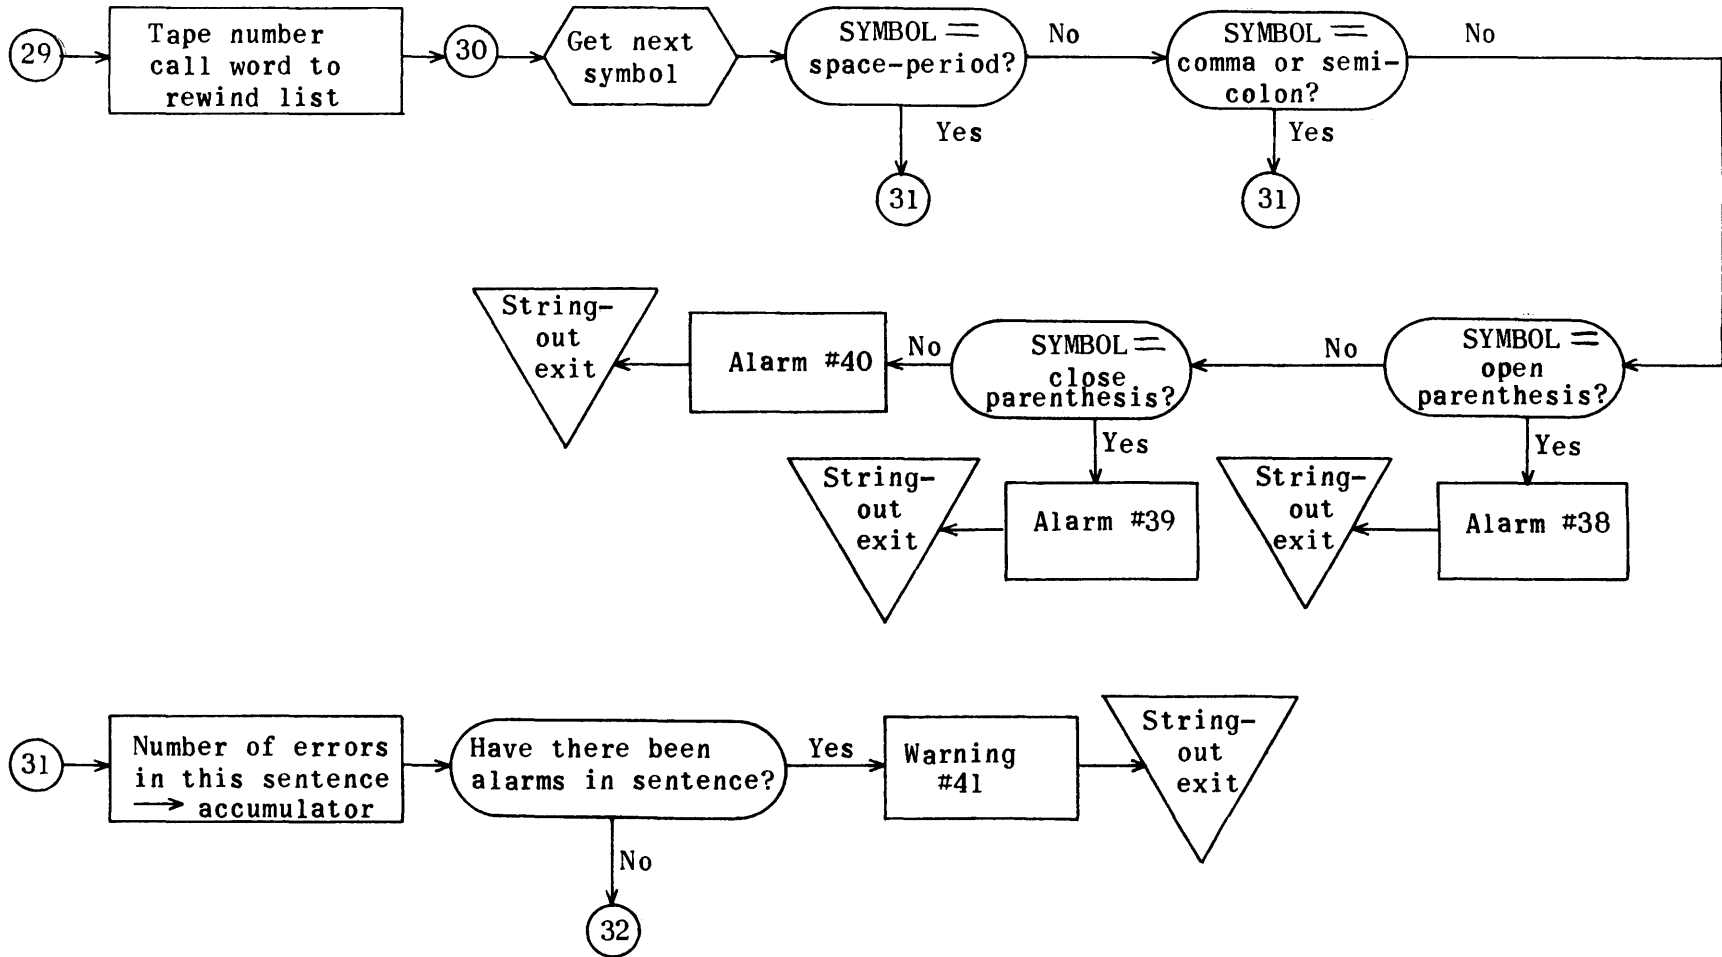 29
Tape number
call word to
rewind list
30
Get next
symbol
SYMBOL =
space-period?
No
SYMBOL =
comma or semi-
colon?
No
Yes
31
Yes
31
String-
out
exit
Alarm #40
No
SYMBOL =
close
parenthesis?
No
SYMBOL =
open
parenthesis?
Yes
String-
out
exit
Alarm #39
Yes
String-
out
exit
Alarm #38
31
Number of errors
in this sentence
→ accumulator
Have there been
alarms in sentence?
Yes
Warning
#41
String-
out
exit
No
32